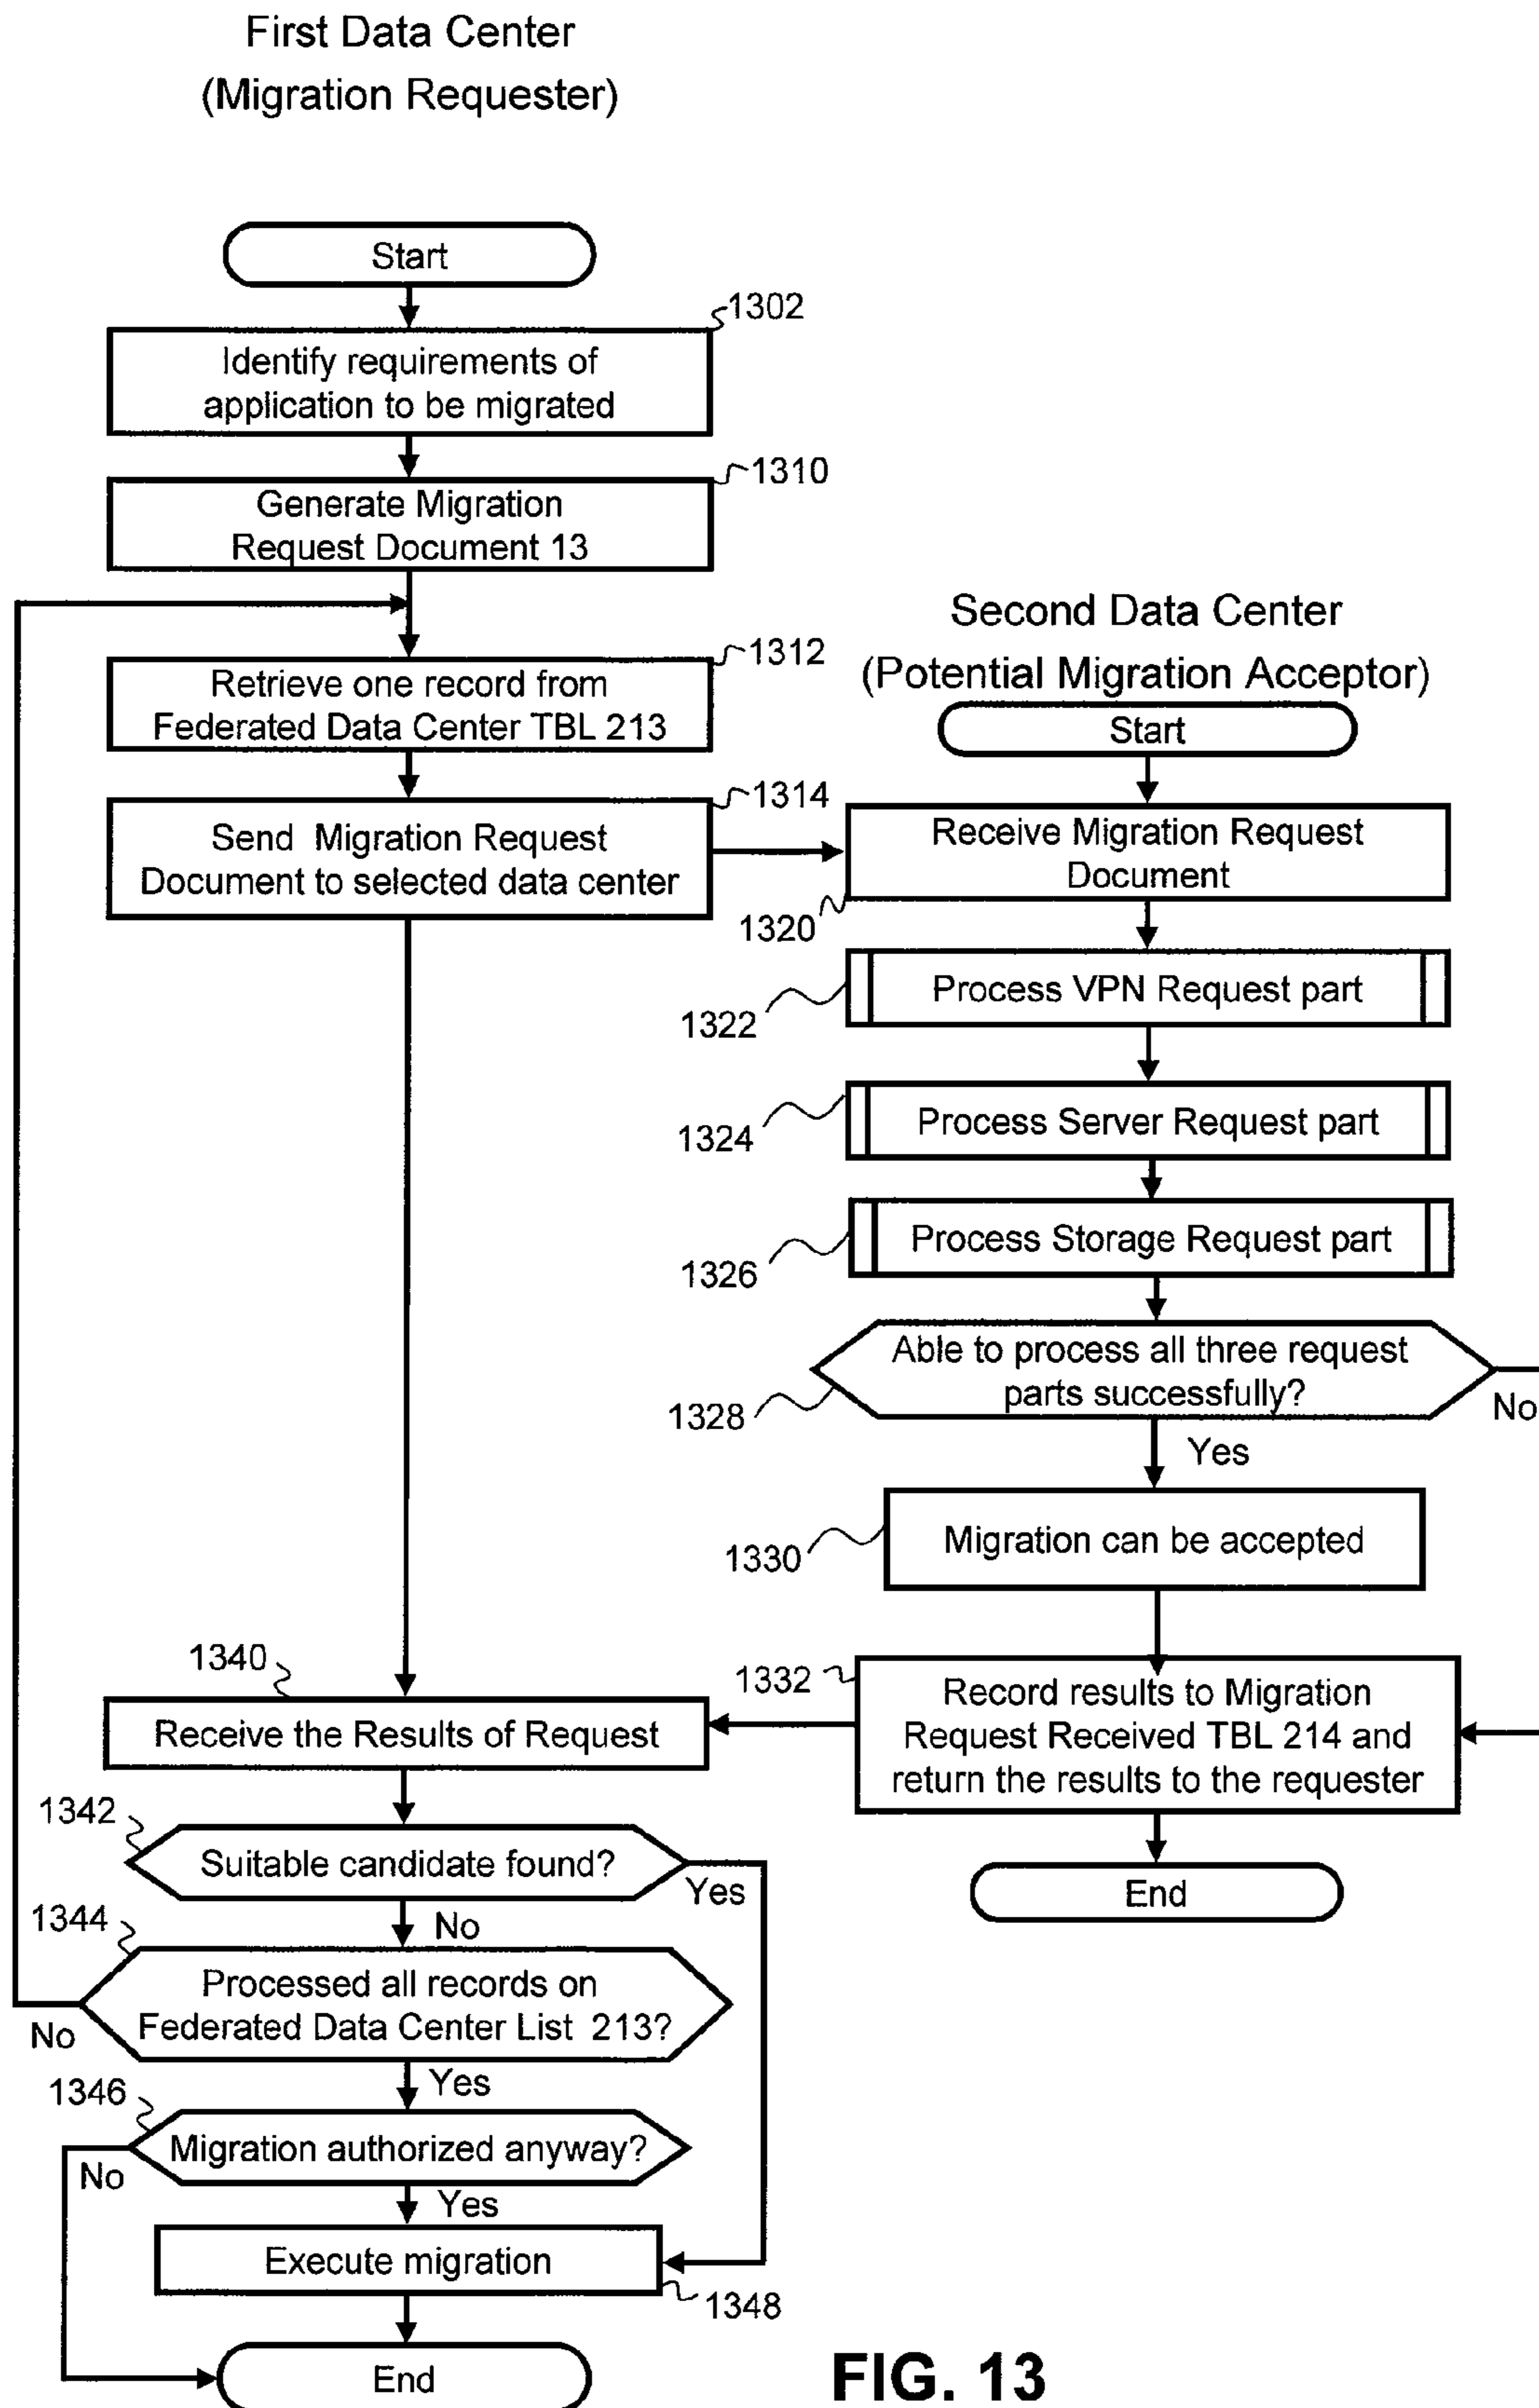 First Data Center
(Migration Requester)
Start
1302
Identify requirements of
application to be migrated
1310
Generate Migration
Request Document 13
1312
Retrieve one record from
Federated Data Center TBL 213
1314
Send Migration Request
Document to selected data center
Second Data Center
(Potential Migration Acceptor)
Start
Receive Migration Request
Document
1320
Process VPN Request part
1322
Process Server Request part
1324
Process Storage Request part
1326
Able to process all three request
parts successfully?
1328
No
Yes
Migration can be accepted
1330
1332
Record results to Migration
Request Received TBL 214 and
return the results to the requester
End
1340
Receive the Results of Request
1342
Suitable candidate found?
Yes
No
1344
Processed all records on
Federated Data Center List 213?
No
Yes
1346
Migration authorized anyway?
No
Yes
Execute migration
1348
End
FIG. 13